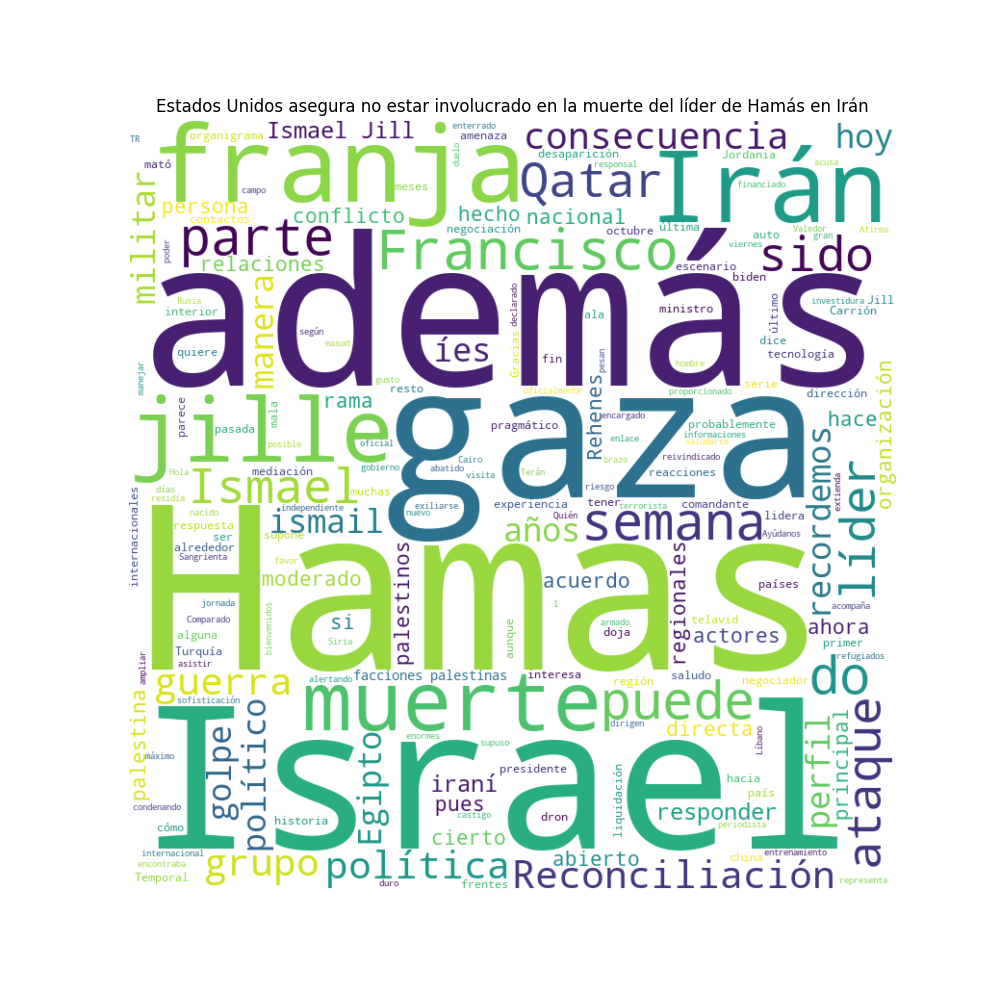 Estados Unidos asegura no estar involucrado en la muerte del líder de Hamás en Irán
TR
organigrama
Ismael Jill
enterrado
amenaza
consecuencia
hoy
mató
franja
duelo
desaparición
responsal
Jordania
acusa
campo
meses
Qatar
Irán
financiado
militar
persona
contactos
conflicto
hecho
nacional
última
negociación
octubre
auto
viernes
Valedor
gran
Afirma
poder
parte
relaciones
Francisco
escenario
biden
sido
además
Rusia
interior
manera
declarado
ala
ministro
último
investidura
Jill
Carrión
según
masud
quiere
íes
Gracias
fin
pesan
hombre
dice
tecnología
manejar
jille
gusto
resto
oficialmente
Rehenes
proporcionado
serie
dirección
organización
parece
pasada
mala
rama
gaza
pragmático
encargado
probablemente
hace
posible
oficial
enlace
informaciones
saludarte
recordemos
líder
Hola
mediación
gobierno
Cairo
abatido
visita
Terán
brazo
reivindicado
reacciones
extienda
días
residía
Ismael
muchas
exiliarse
experiencia
riesgo
terrorista
tener
comandante
internacionales
nacido
independiente
nuevo
Quién
lidera
respuesta
ser
supone
ismail
años
semana
Ayúdanos
alrededor
Sangrienta
favor
Hamas
moderado
palestinos
acuerdo
regionales
países
jornada
bienvenidos
l
armado
acompaña
Comparado
si
aunque
doja
telavid
actores
ahora
alguna
Siria
primer
Turquía
asistir
refugiados
ampliar
guerra
alertando
facciones palestinas
interesa
región
saludo
negociador
do
palestina
sofisticación
muerte
puede
directa
golpe
político
enormes
supuso
dirigen
Líbano
perfil
principal
ataque
máximo
Israel
Egipto
iraní
presidente
hacia
condenando
pues
castigo
dron
liquidación
responder
país
cómo
historia
cierto
periodista
internacional
encontraba
Temporal
grupo
política
abierto
china
entrenamiento
duro
frentes
Reconciliación
representa